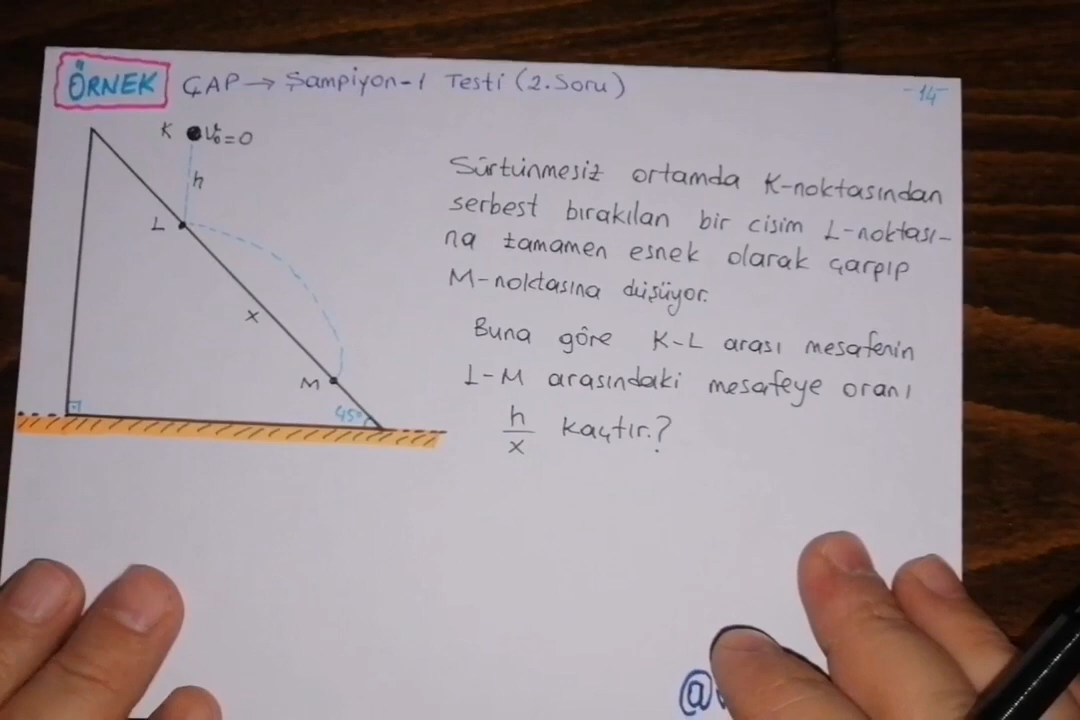 ÖRNEK ÇAP → Şampiyon-1 Testi (2.Soru)
-14-
K V₀=0
h
L
x
M
45°
Sürtünmesiz ortamda K-noktasından
serbest bırakılan bir cisim L-noktası-
na tamamen esnek olarak çarpıp
M-noktasına düşüyor.
Buna göre K-L arası mesafenin
L-M arasındaki mesafeye oranı
h/x kaçtır.?
@